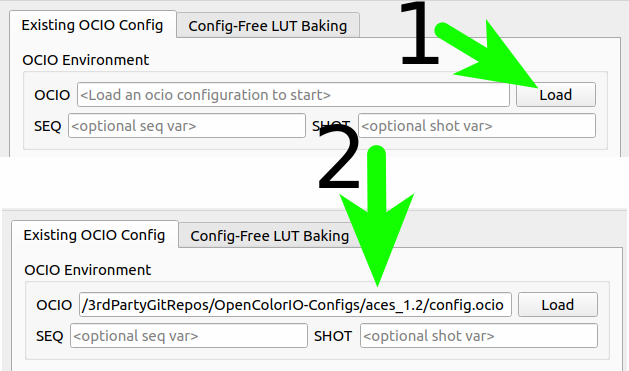 1
Existing OCIO Config Config-Free LUT Baking
OCIO Environment
OCIO <Load an ocio configuration to start> Load
SEQ <optional seq var> SHOT <optional shot var>
2
Existing OCIO Config Config-Free LUT Baking
OCIO Environment
OCIO /3rdPartyGitRepos/OpenColorIO-Configs/aces_1.2/config.ocio Load
SEQ <optional seq var> SHOT <optional shot var>